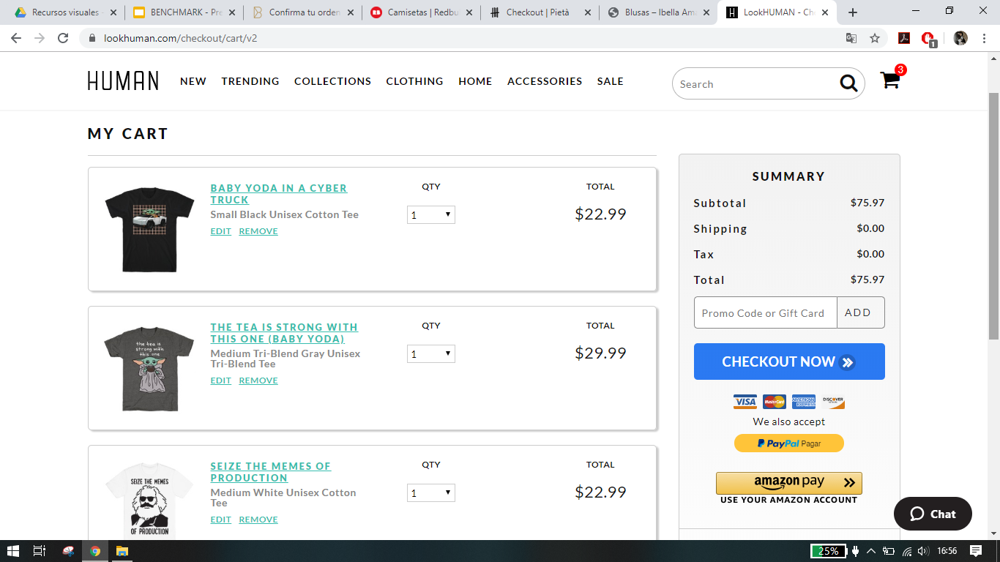 Recursos visuales -
BENCHMARK - Pre
Confirma tu orden
Camisetas | Redbu
Checkout | Pietà
Blusas – Ibella Ama
LookHUMAN - Che
lookhuman.com/checkout/cart/v2
1
HUMAN
NEW
TRENDING
COLLECTIONS
CLOTHING
HOME
ACCESSORIES
SALE
Search
3
MY CART
BABY YODA IN A CYBER
TRUCK
Small Black Unisex Cotton Tee
EDIT REMOVE
QTY
1
TOTAL
$22.99
the tea is
strong with
this one
THE TEA IS STRONG WITH
THIS ONE (BABY YODA)
Medium Tri-Blend Gray Unisex
Tri-Blend Tee
EDIT REMOVE
QTY
1
TOTAL
$29.99
SEIZE THE MEMES
OF PRODUCTION
SEIZE THE MEMES OF
PRODUCTION
Medium White Unisex Cotton
Tee
EDIT REMOVE
QTY
1
TOTAL
$22.99
SUMMARY
Subtotal $75.97
Shipping $0.00
Tax $0.00
Total $75.97
Promo Code or Gift Card ADD
CHECKOUT NOW
VISA MasterCard AMERICAN EXPRESS DISCOVER
We also accept
PayPal Pagar
amazon pay
USE YOUR AMAZON ACCOUNT
Chat
25%
16:56